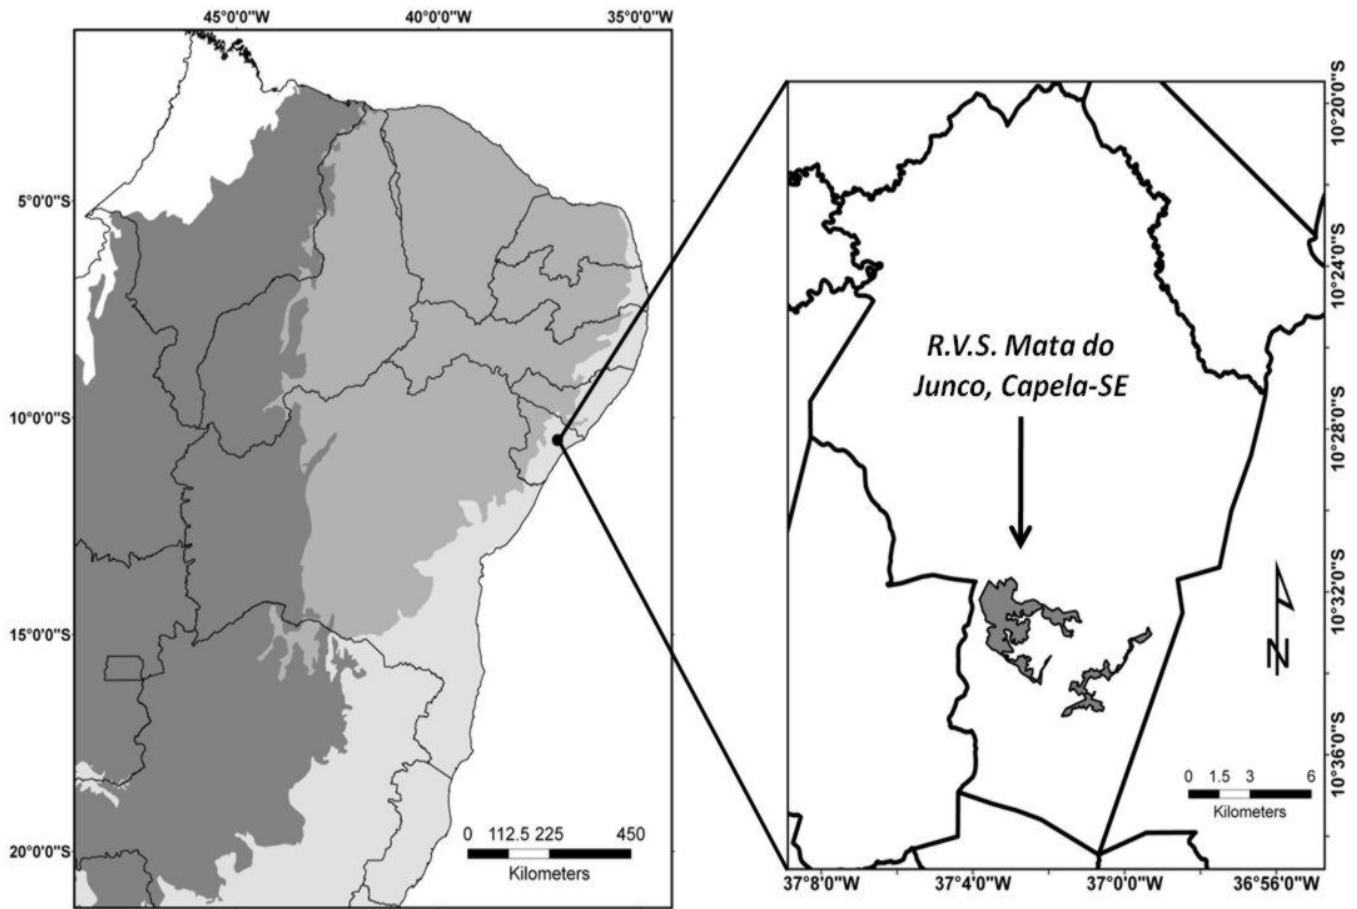 45°0'0"W 40°0'0"W 35°0'0"W
5°0'0"S
10°0'0"S
15°0'0"S
20°0'0"S
0 112.5 225 450
Kilometers
R.V.S. Mata do
Junco, Capela-SE
10°20'0"S
10°24'0"S
10°28'0"S
10°32'0"S
10°36'0"S
N
0 1.5 3 6
Kilometers
37°8'0"W 37°4'0"W 37°0'0"W 36°56'0"W